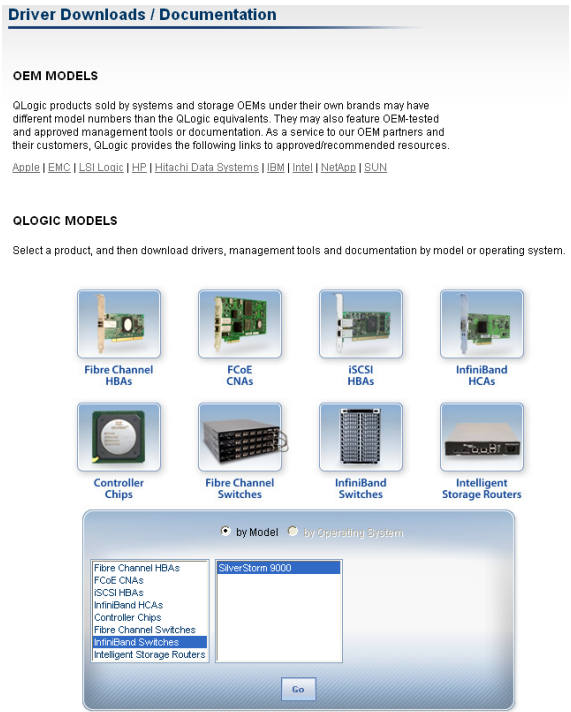 Driver Downloads / Documentation
OEM MODELS
QLogic products sold by systems and storage OEMs under their own brands may have
different model numbers than the QLogic equivalents. They may also feature OEM-tested
and approved management tools or documentation. As a service to our OEM partners and
their customers, QLogic provides the following links to approved/recommended resources.
Apple | EMC | LSI Logic | HP | Hitachi Data Systems | IBM | Intel | NetApp | SUN
QLOGIC MODELS
Select a product, and then download drivers, management tools and documentation by model or operating system.
Fibre Channel
HBAs
FCoE
CNAs
iSCSI
HBAs
InfiniBand
HCAs
Controller
Chips
Fibre Channel
Switches
InfiniBand
Switches
Intelligent
Storage Routers
by Model
by Operating System
Fibre Channel HBAs
FCoE CNAs
iSCSI HBAs
InfiniBand HCAs
Controller Chips
Fibre Channel Switches
InfiniBand Switches
Intelligent Storage Routers
SilverStorm 9000
Go